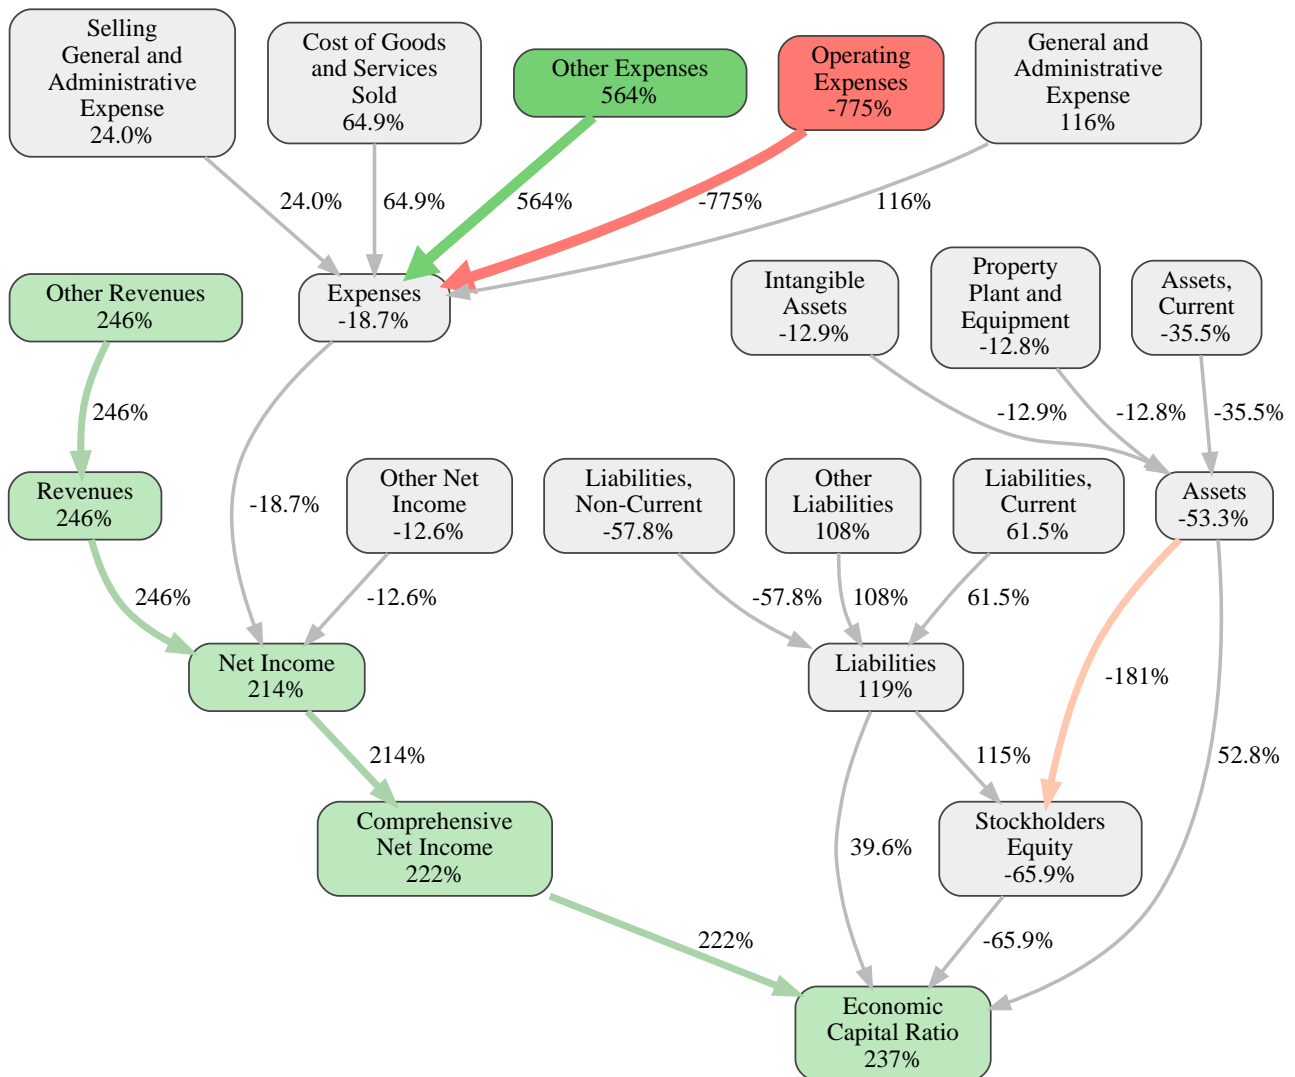 Selling
General and
Administrative
Expense
24.0%
Cost of Goods
and Services
Sold
64.9%
Other Expenses
564%
Operating
Expenses
-775%
General and
Administrative
Expense
116%
24.0%
64.9%
564%
-775%
116%
Other Revenues
246%
Expenses
-18.7%
Intangible
Assets
-12.9%
Property
Plant and
Equipment
-12.8%
Assets,
Current
-35.5%
246%
-12.9%
-12.8%
-35.5%
Revenues
246%
-18.7%
Other Net
Income
-12.6%
Liabilities,
Non-Current
-57.8%
Other
Liabilities
108%
Liabilities,
Current
61.5%
Assets
-53.3%
246%
-12.6%
-57.8%
108%
61.5%
Net Income
214%
Liabilities
119%
-181%
214%
115%
52.8%
Comprehensive
Net Income
222%
39.6%
Stockholders
Equity
-65.9%
222%
-65.9%
Economic
Capital Ratio
237%